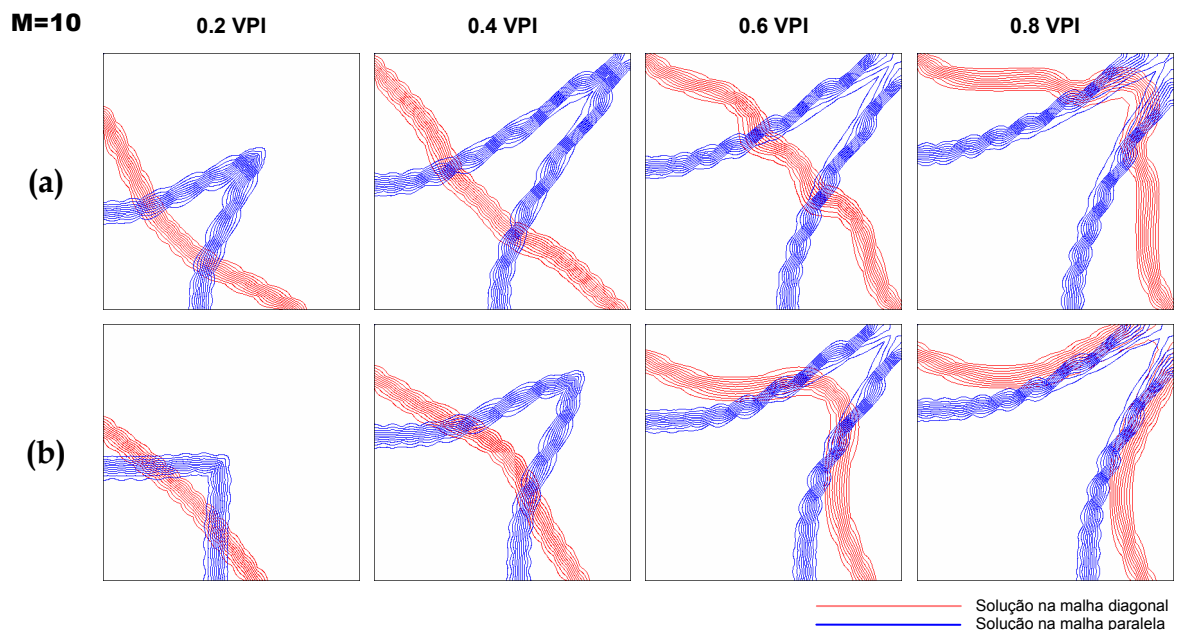 M=10
0.2 VPI
0.4 VPI
0.6 VPI
0.8 VPI
(a)
(b)
Solução na malha diagonal
Solução na malha paralela